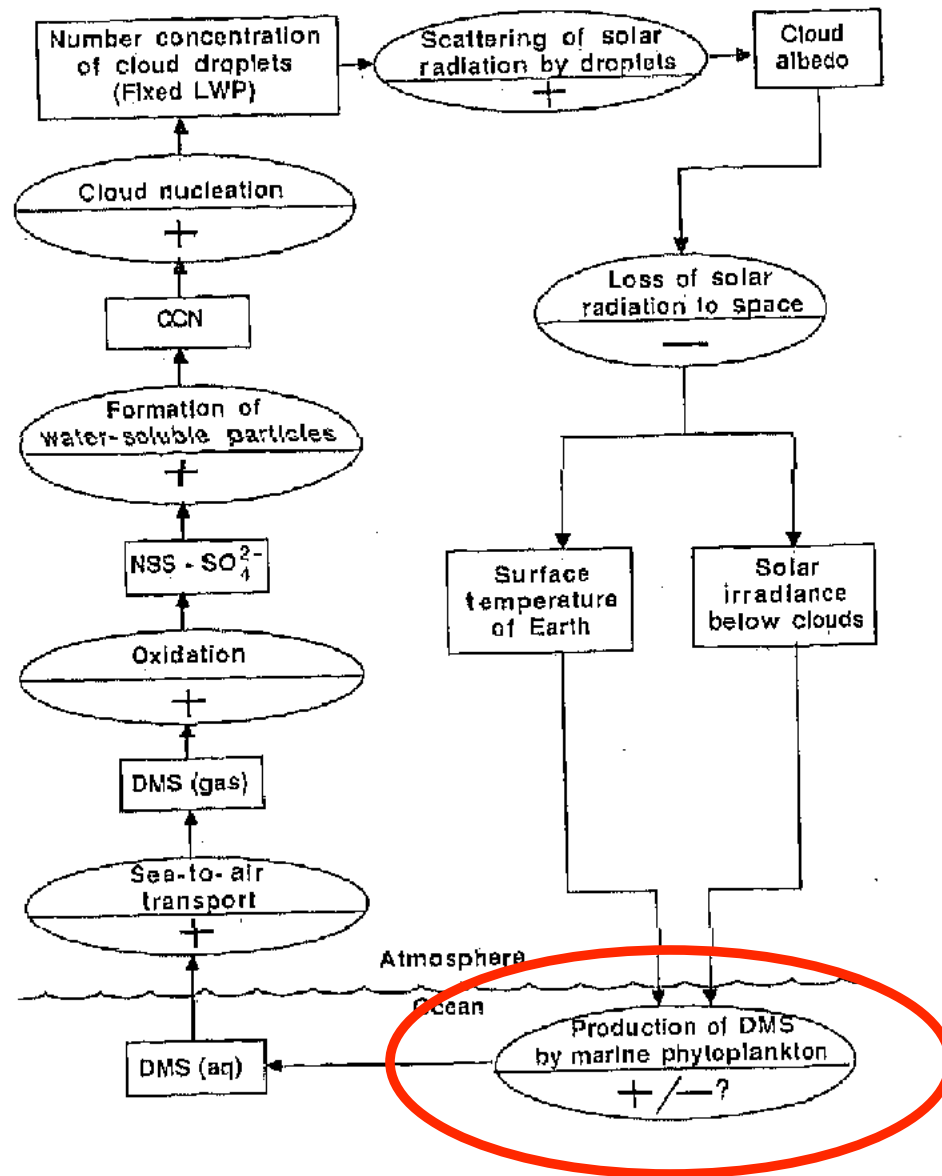 Number concentration
of cloud droplets
(Fixed LWP)
Scattering of solar
radiation by droplets
+
Cloud
albedo
Cloud nucleation
+
CCN
Formation of
water-soluble particles
+
NSS - SO₄²⁻
Oxidation
+
DMS (gas)
Sea-to-air
transport
+
DMS (aq)
Loss of solar
radiation to space
—
Surface
temperature
of Earth
Solar
irradiance
below clouds
Atmosphere
Ocean
Production of DMS
by marine phytoplankton
+/—?